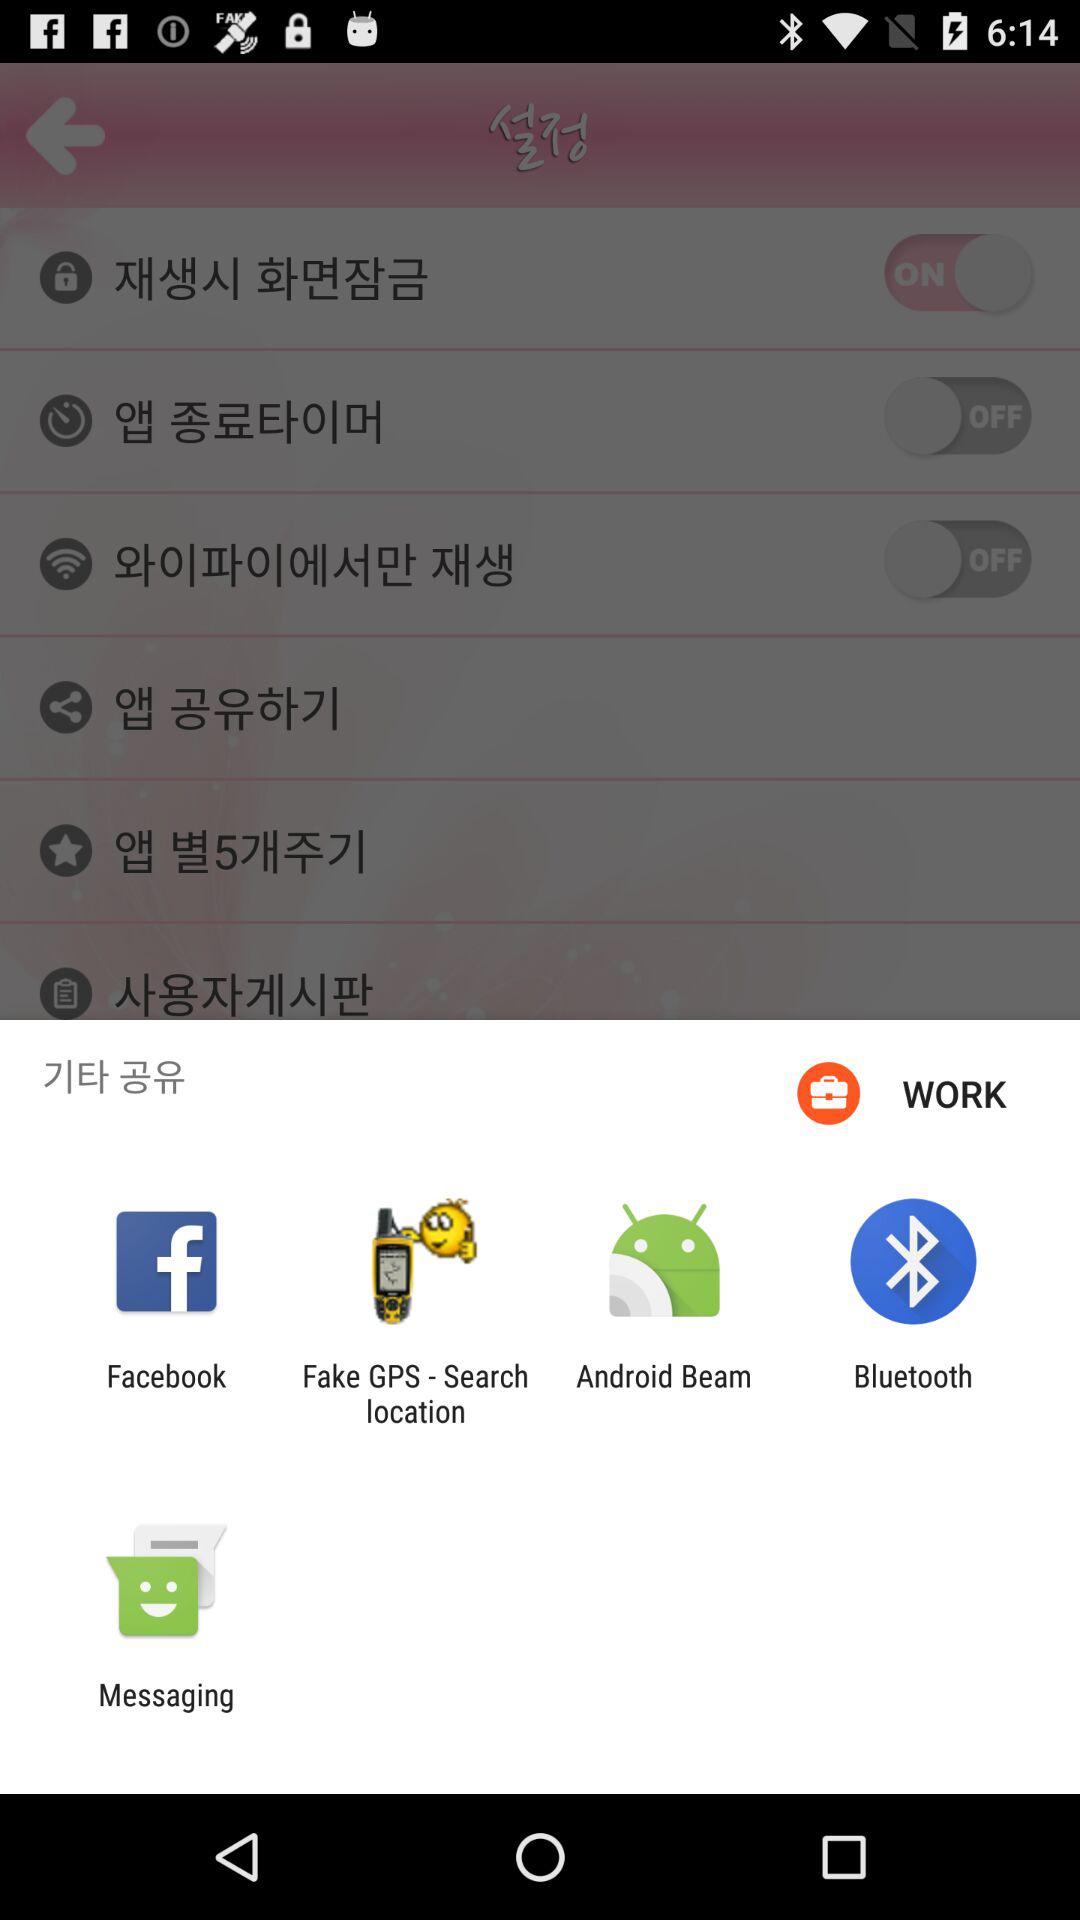 FAKE
6:14
설정
재생시 화면잠금
ON
앱 종료타이머
OFF
와이파이에서만 재생
OFF
앱 공유하기
앱 별5개주기
사용자게시판
기타 공유
WORK
Facebook
Fake GPS - Search
location
Android Beam
Bluetooth
Messaging